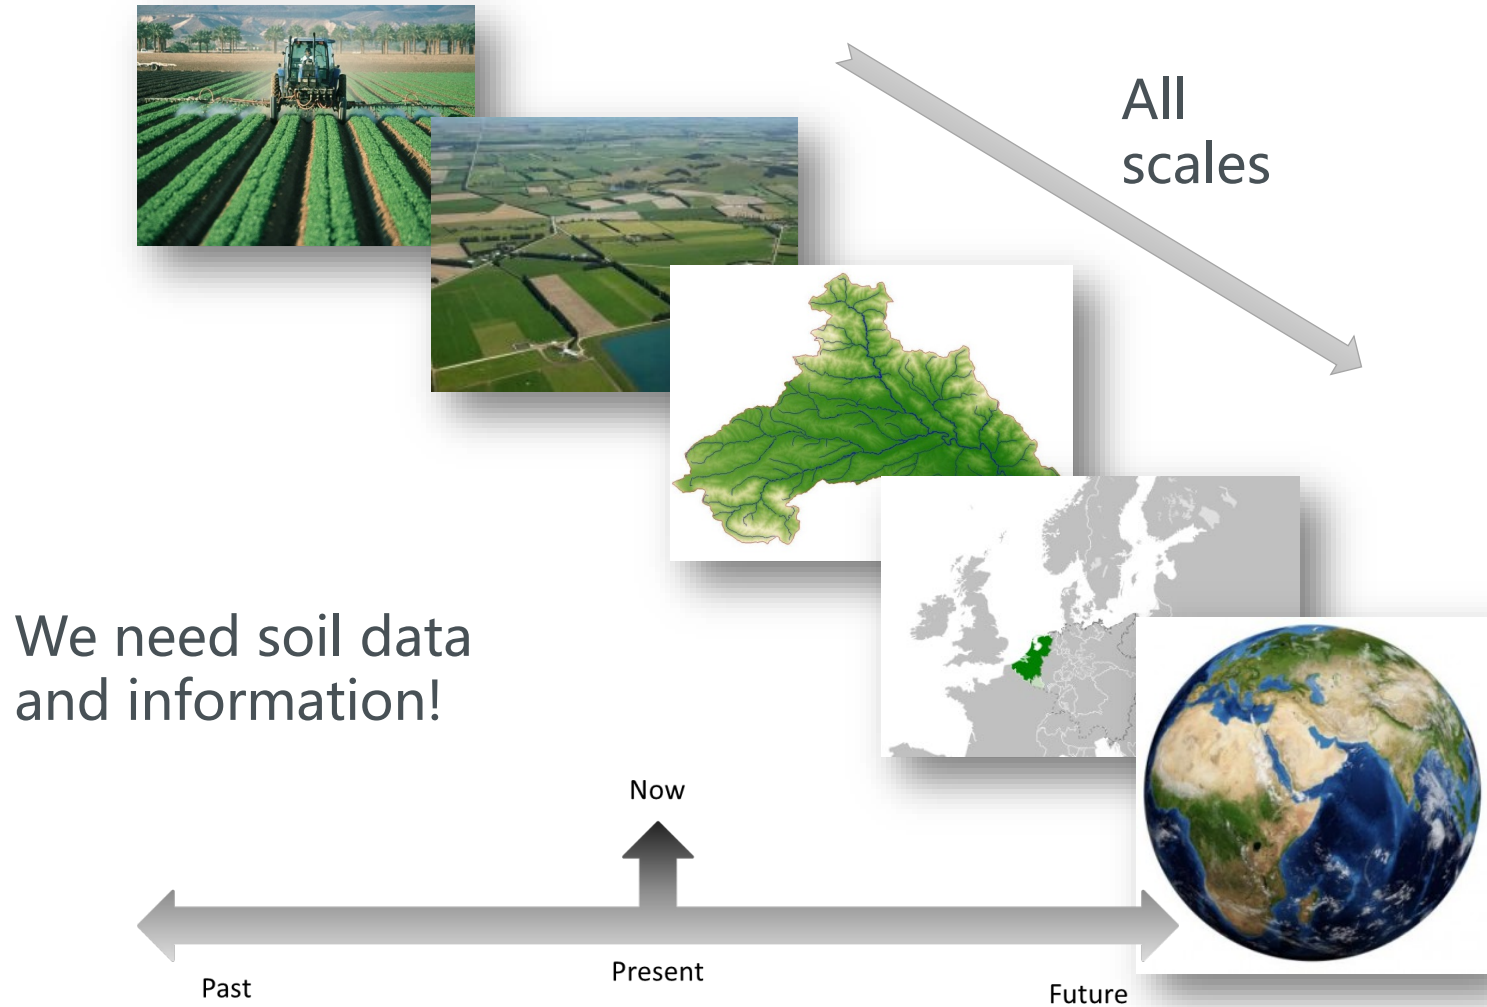 All
scales
We need soil data
and information!
Now
Past
Present
Future